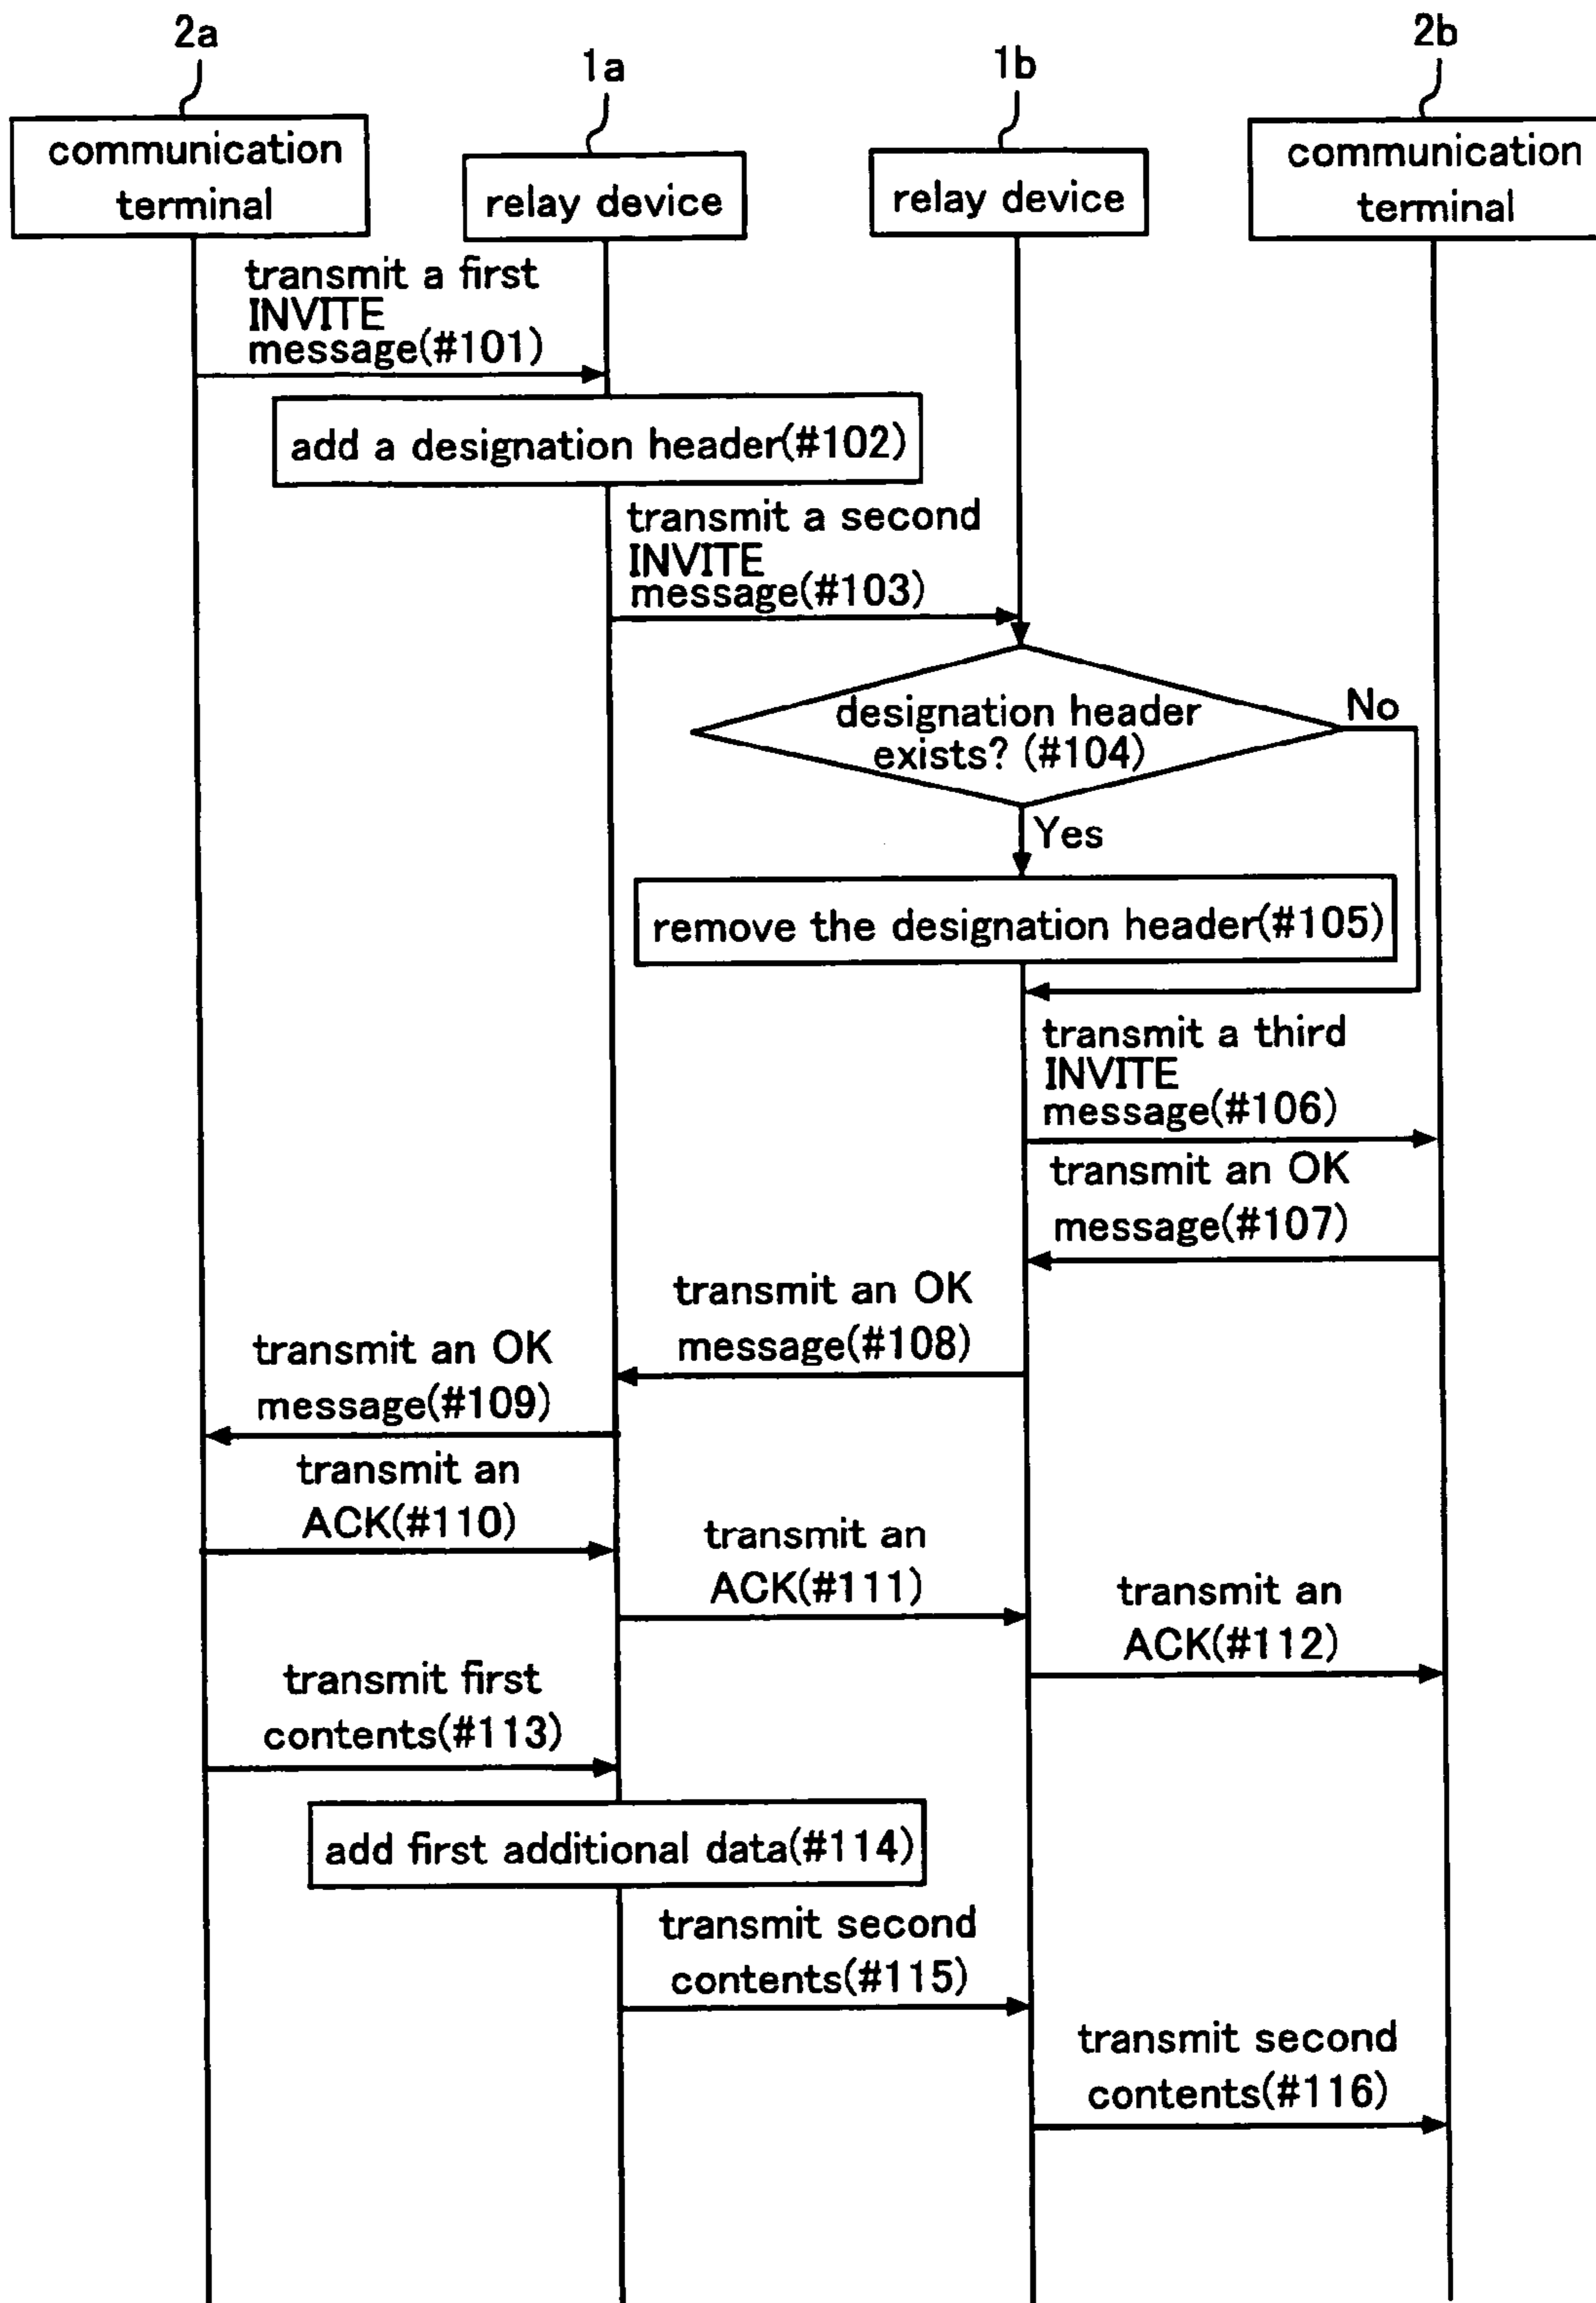 2a
1a
1b
2b
communication
terminal
relay device
relay device
communication
terminal
transmit a first
INVITE
message(#101)
add a designation header(#102)
transmit a second
INVITE
message(#103)
designation header
exists? (#104)
No
Yes
remove the designation header(#105)
transmit a third
INVITE
message(#106)
transmit an OK
message(#107)
transmit an OK
message(#108)
transmit an OK
message(#109)
transmit an
ACK(#110)
transmit an
ACK(#111)
transmit an
ACK(#112)
transmit first
contents(#113)
add first additional data(#114)
transmit second
contents(#115)
transmit second
contents(#116)